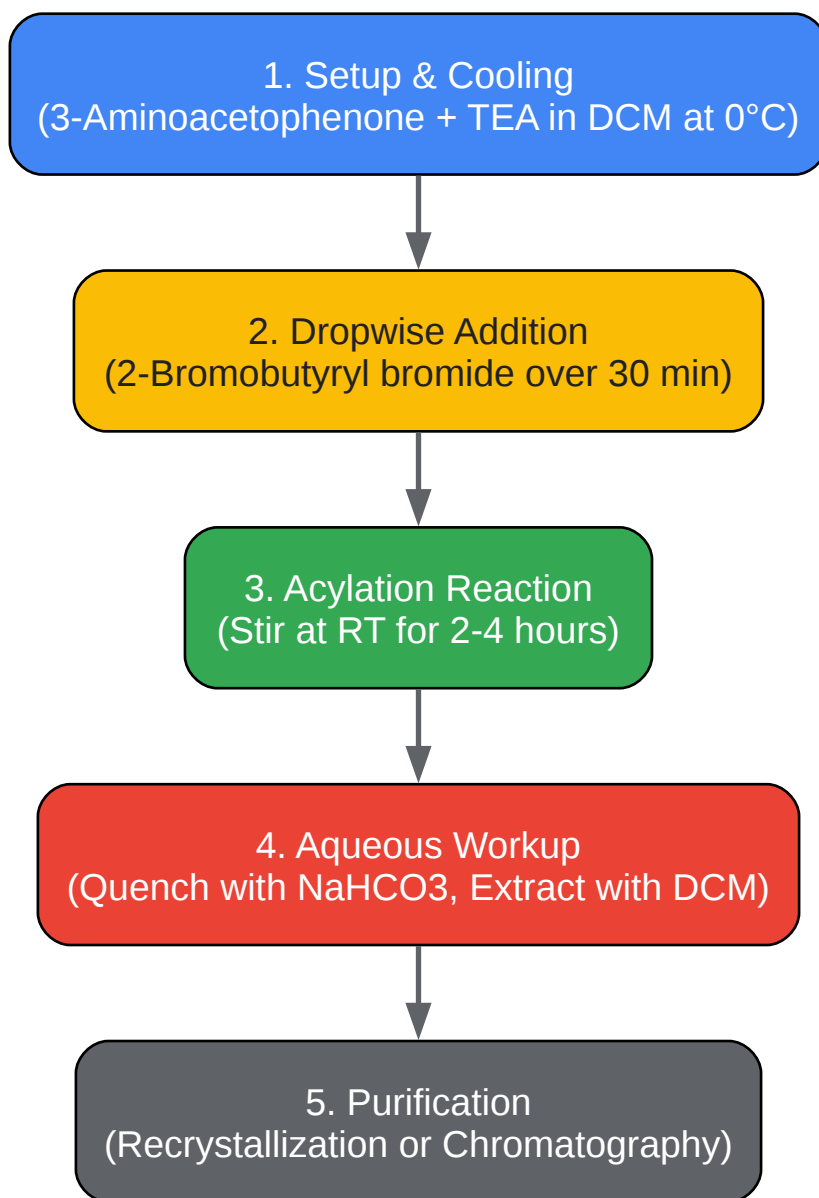 1. Setup & Cooling
(3-Aminoacetophenone + TEA in DCM at 0°C)
2. Dropwise Addition
(2-Bromobutyryl bromide over 30 min)
3. Acylation Reaction
(Stir at RT for 2-4 hours)
4. Aqueous Workup
(Quench with NaHCO3, Extract with DCM)
5. Purification
(Recrystallization or Chromatography)